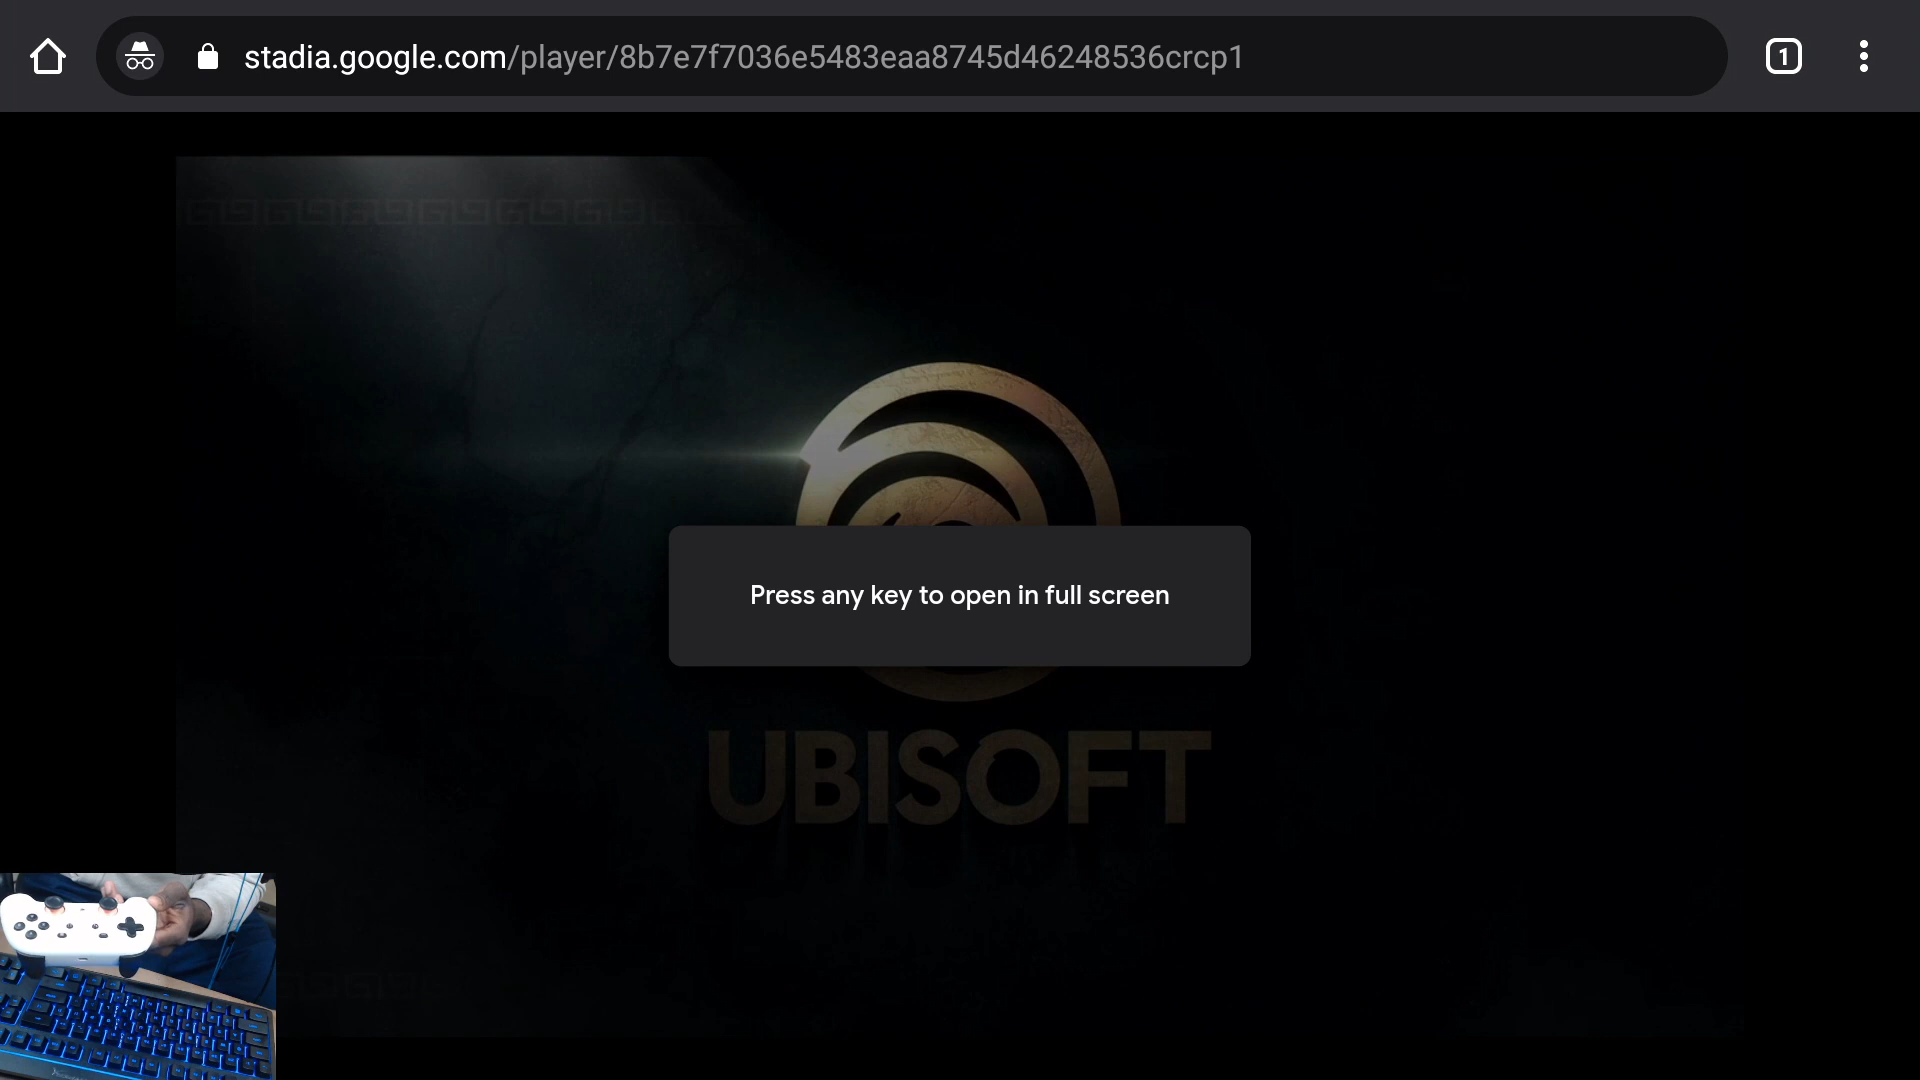 stadia.google.com/player/8b7e7f7036e5483eaa8745d46248536crcp1
1
Press any key to open in full screen
UBISOFT